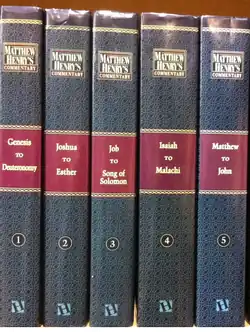 MATTHEW
HENRY'S
COMMENTARY
Genesis
TO
Deuteronomy
1
MATTHEW
HENRY'S
COMMENTARY
Joshua
TO
Esther
2
MATTHEW
HENRY'S
COMMENTARY
Job
TO
Song of
Solomon
3
MATTHEW
HENRY'S
COMMENTARY
Isaiah
TO
Malachi
4
MATTHEW
HENRY'S
COMMENTARY
Matthew
TO
John
5